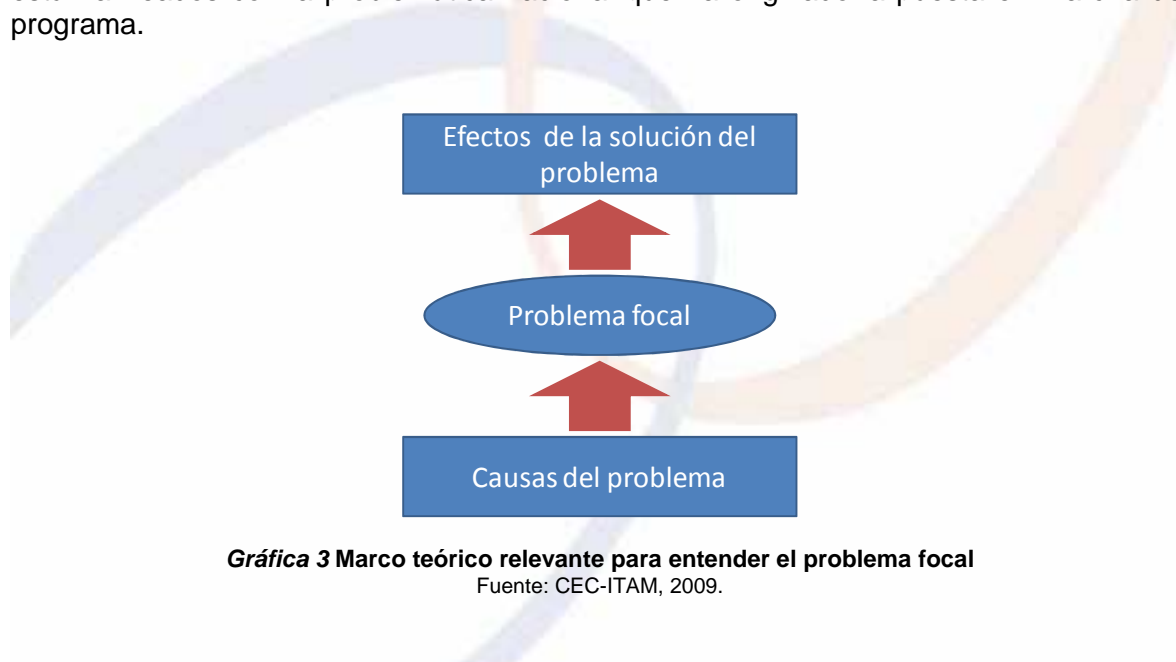 programa.
Efectos de la solución del
problema
Problema focal
Causas del problema
Gráfica 3 Marco teórico relevante para entender el problema focal
Fuente: CEC-ITAM, 2009.